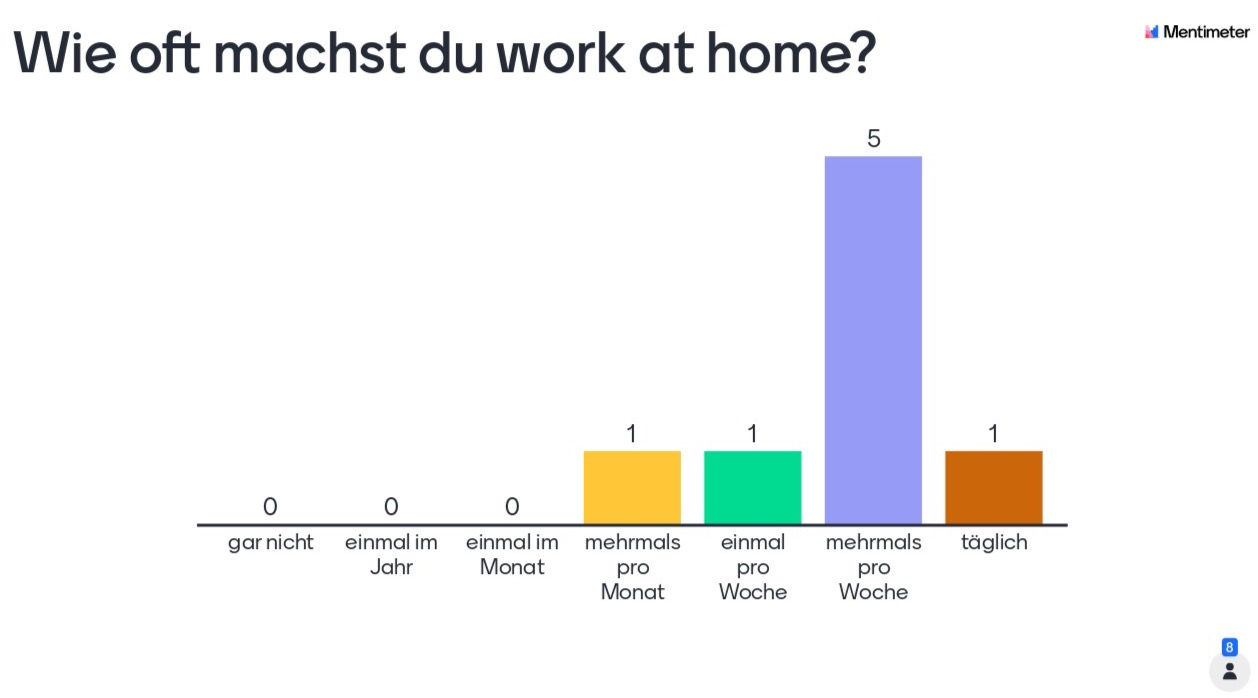 Wie oft machst du work at home?
Mentimeter
5
1
1
1
0
0
0
gar nicht
einmal im
Jahr
einmal im
Monat
mehrmals
pro
Monat
einmal
pro
Woche
mehrmals
pro
Woche
täglich
8